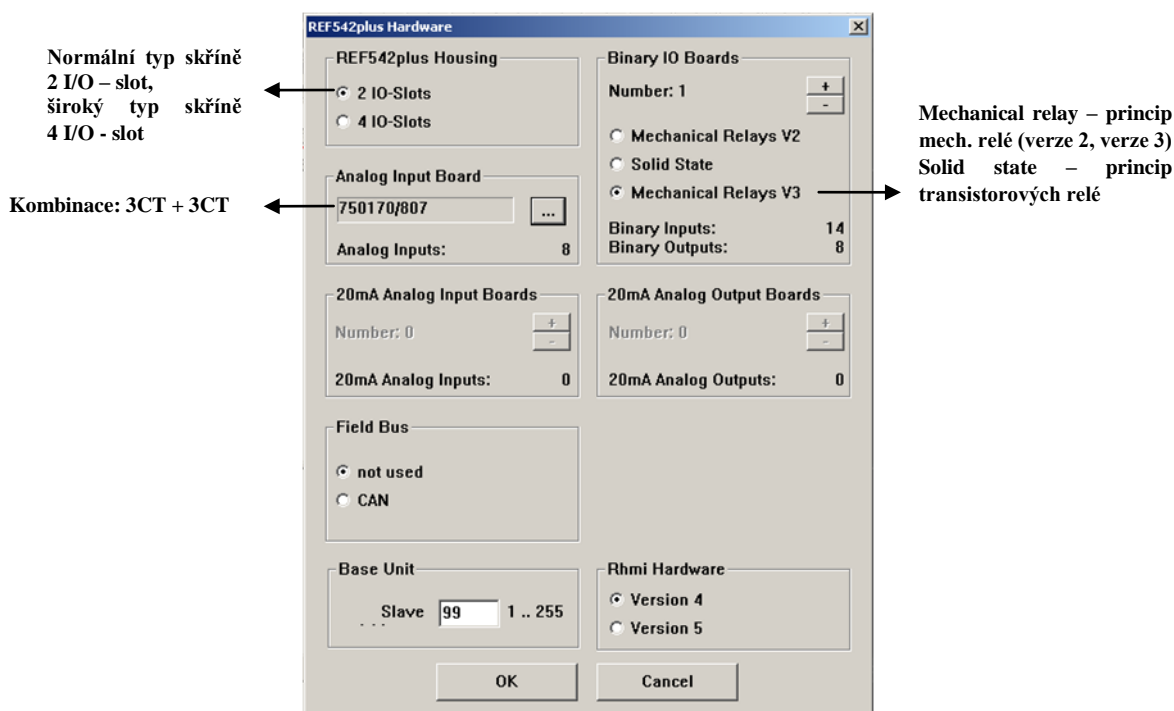 REF542plus Hardware
Normální typ skříně
2 I/O – slot,
široký typ skříně
4 I/O - slot
REF542plus Housing
2 IO-Slots
4 IO-Slots
Binary IO Boards
Number: 1
+
-
Mechanical Relays V2
Solid State
Mechanical Relays V3
Binary Inputs: 14
Binary Outputs: 8
Mechanical relay – princip
mech. relé (verze 2, verze 3)
Solid state – princip
transistorových relé
Kombinace: 3CT + 3CT
Analog Input Board
750170/807
...
Analog Inputs: 8
20mA Analog Input Boards
Number: 0
+
-
20mA Analog Inputs: 0
20mA Analog Output Boards
Number: 0
+
-
20mA Analog Outputs: 0
Field Bus
not used
CAN
Base Unit
Slave 99 1 .. 255
Rhmi Hardware
Version 4
Version 5
OK
Cancel